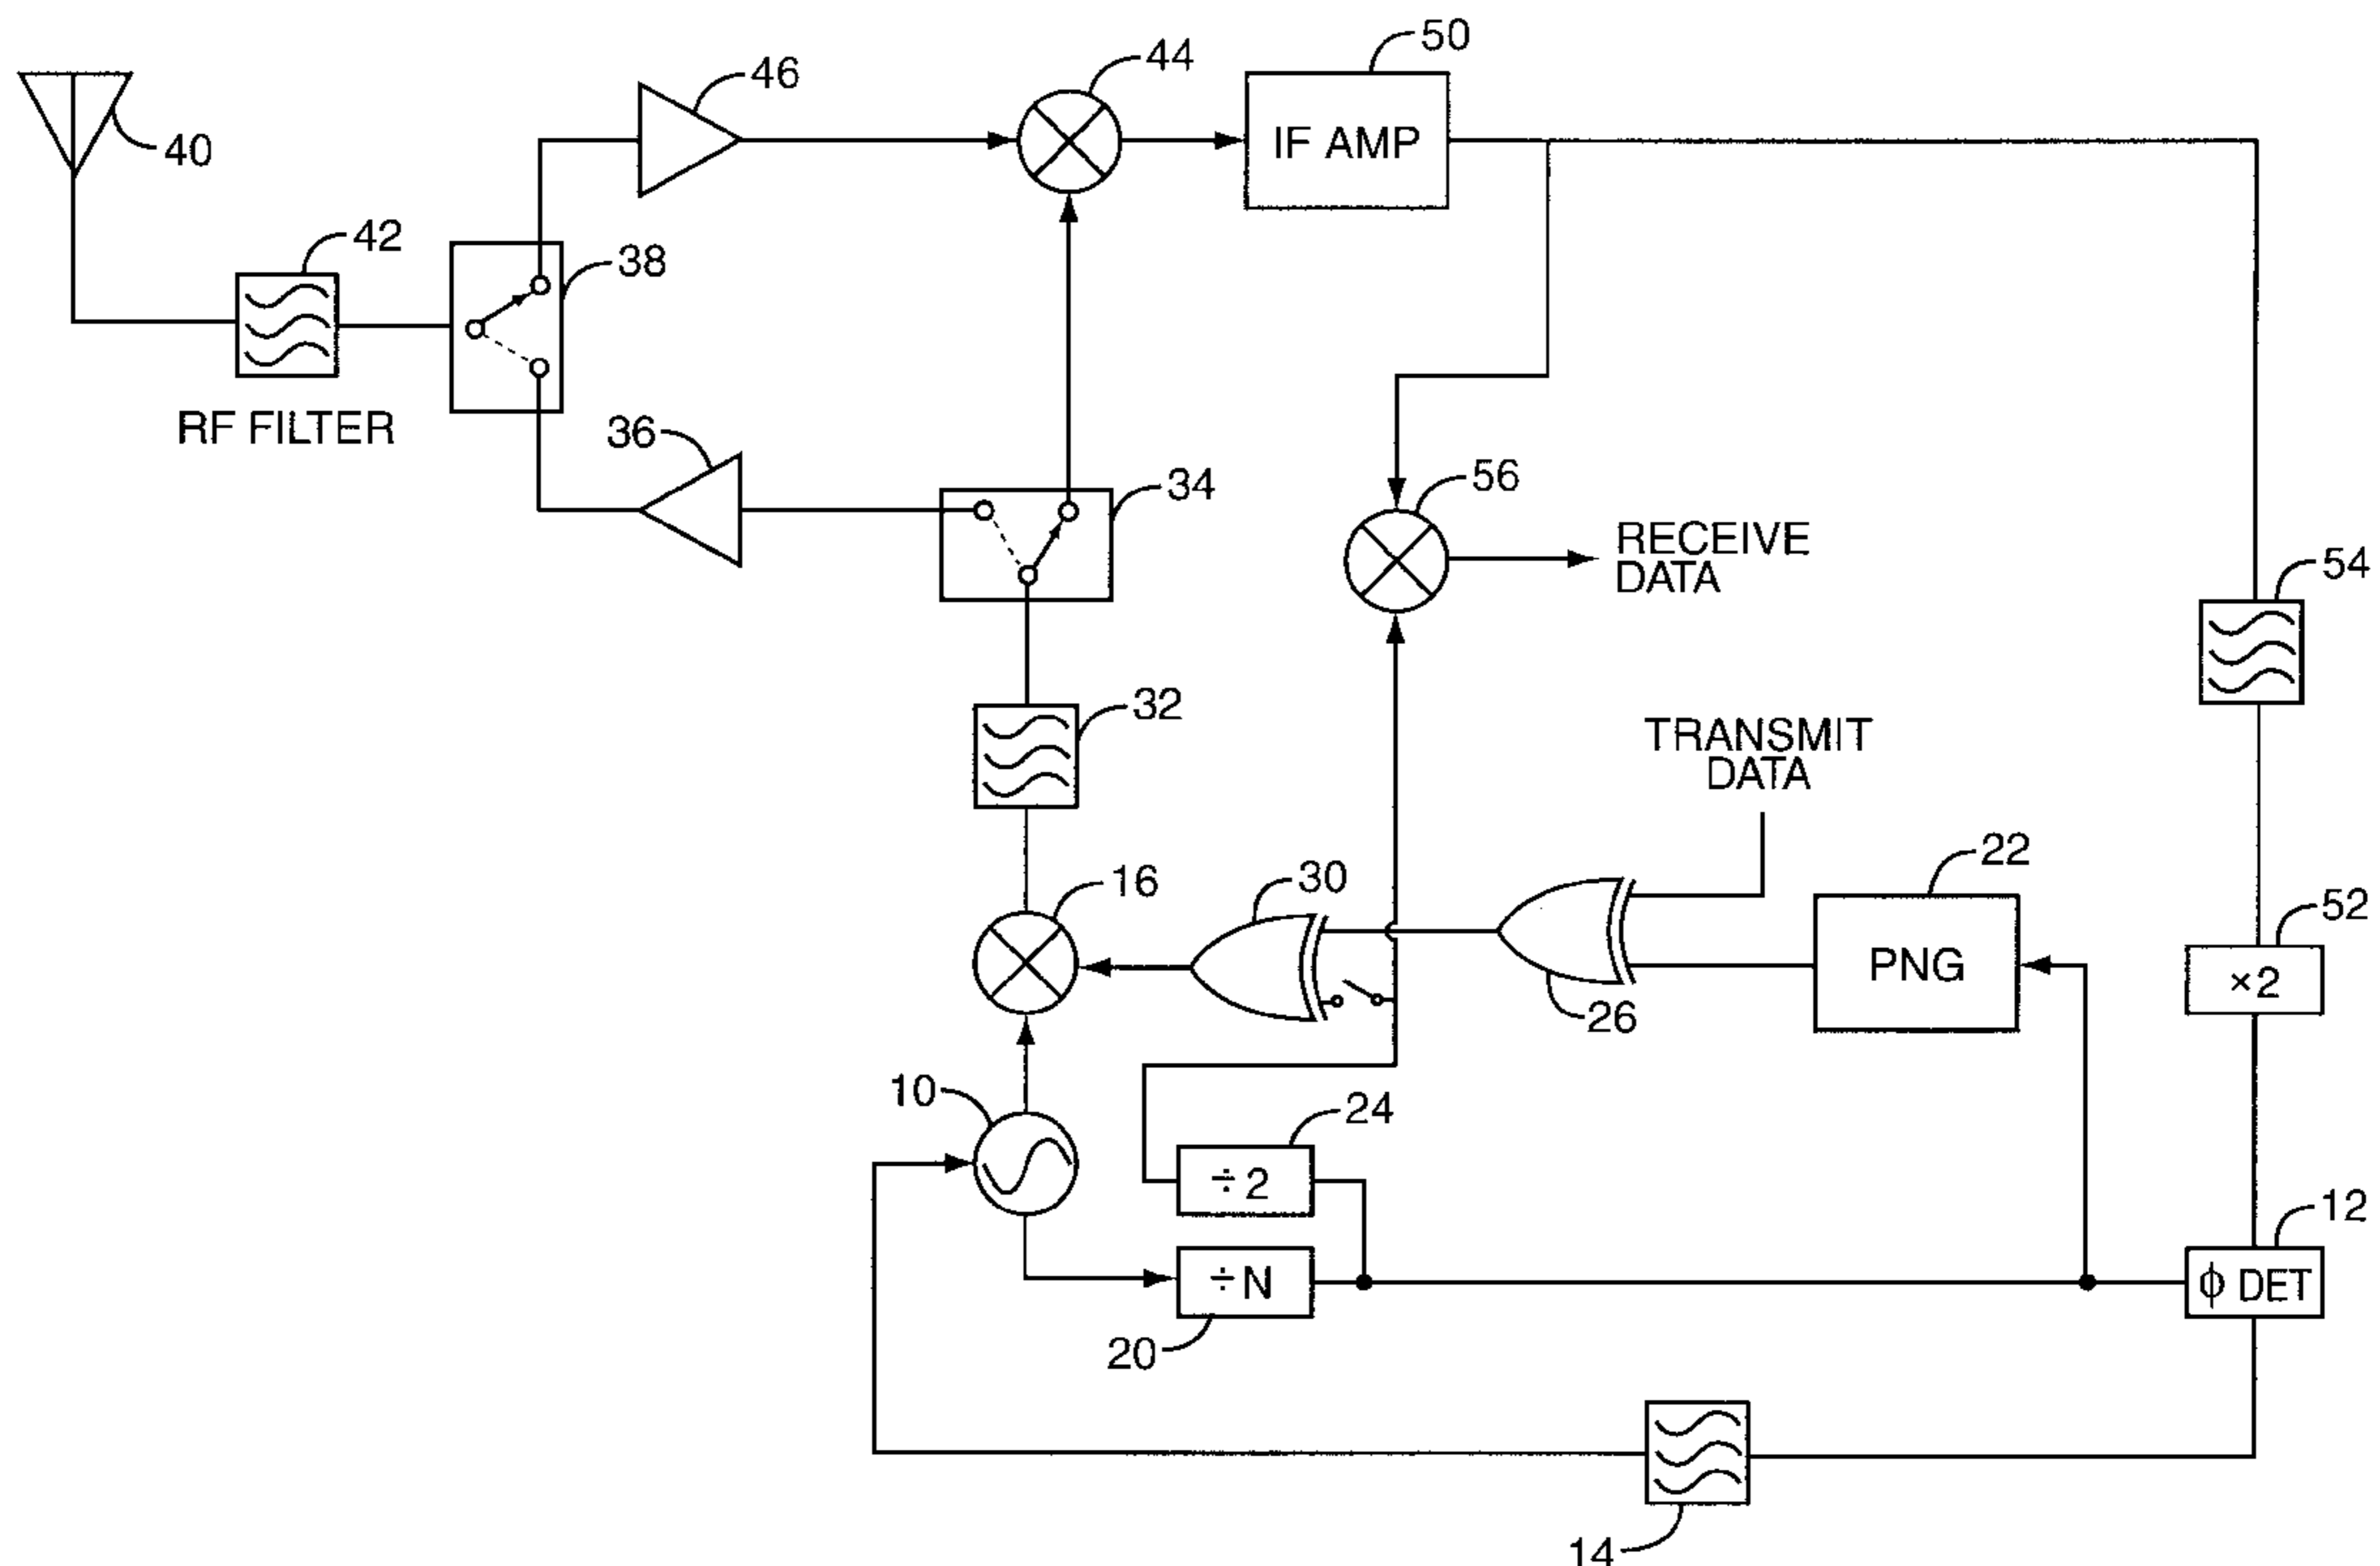 50
46
44
IF AMP
40
42
38
RF FILTER
36
34
56
RECEIVE
DATA
54
32
TRANSMIT
DATA
16
30
22
PNG
52
×2
26
10
24
÷2
12
÷N
ϕ DET
20
14